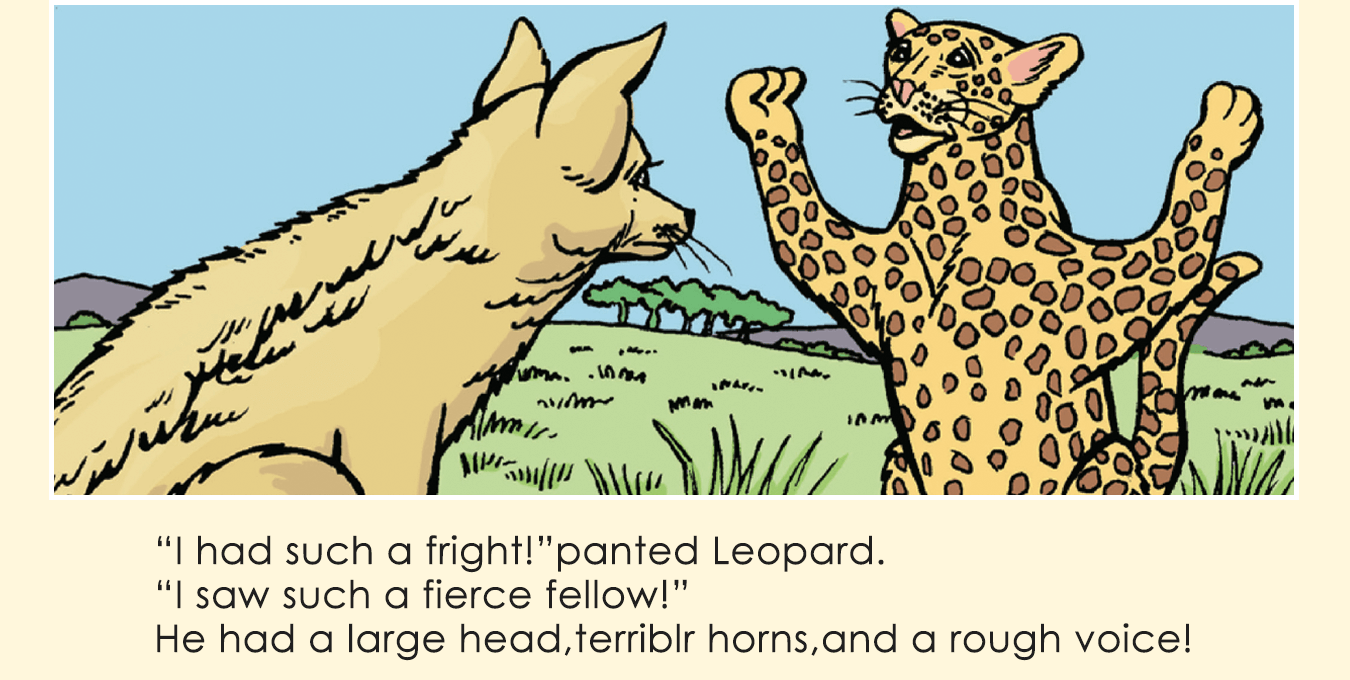 “I had such a fright!”panted Leopard.
“I saw such a fierce fellow!”
He had a large head,terriblr horns,and a rough voice!